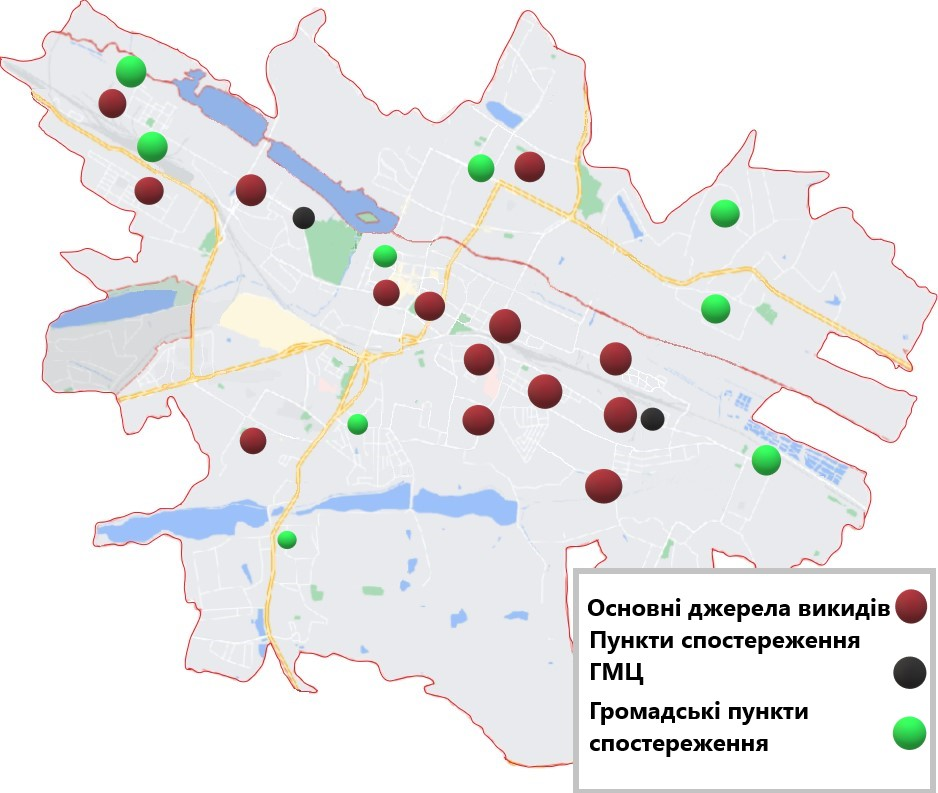 Основні джерела викидів
Пункти спостереження
ГМЦ
Громадські пункти
спостереження